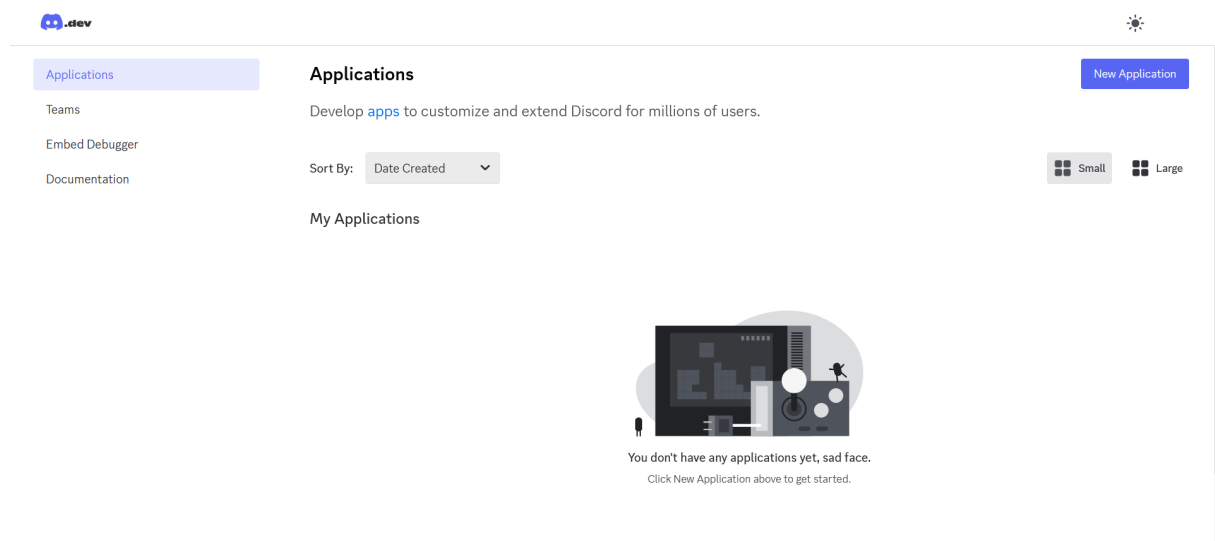 .dev
Applications
Teams
Embed Debugger
Documentation
Applications
New Application
Develop apps to customize and extend Discord for millions of users.
Sort By: Date Created
Small
Large
My Applications
You don't have any applications yet, sad face.
Click New Application above to get started.